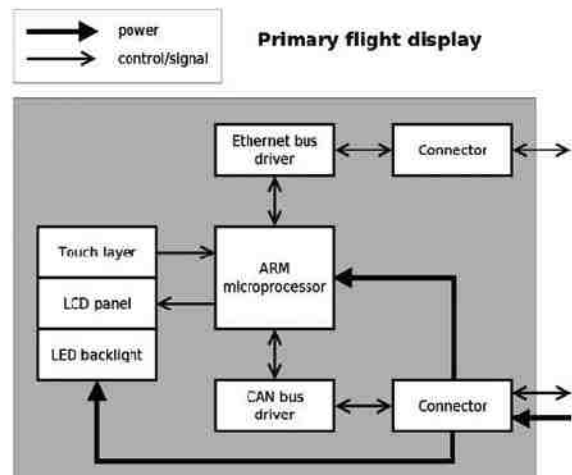 power
control/signal
Primary flight display
Ethernet bus
driver
Connector
Touch layer
ARM
microprocessor
LCD panel
LED backlight
CAN bus
driver
Connector